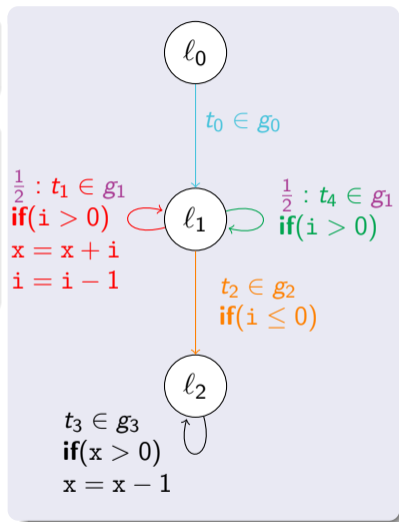 ℓ₀
t₀ ∈ g₀
½ : t₁ ∈ g₁
if(i > 0)
x = x + i
i = i − 1
ℓ₁
½ : t₄ ∈ g₁
if(i > 0)
t₂ ∈ g₂
if(i ≤ 0)
ℓ₂
t₃ ∈ g₃
if(x > 0)
x = x − 1